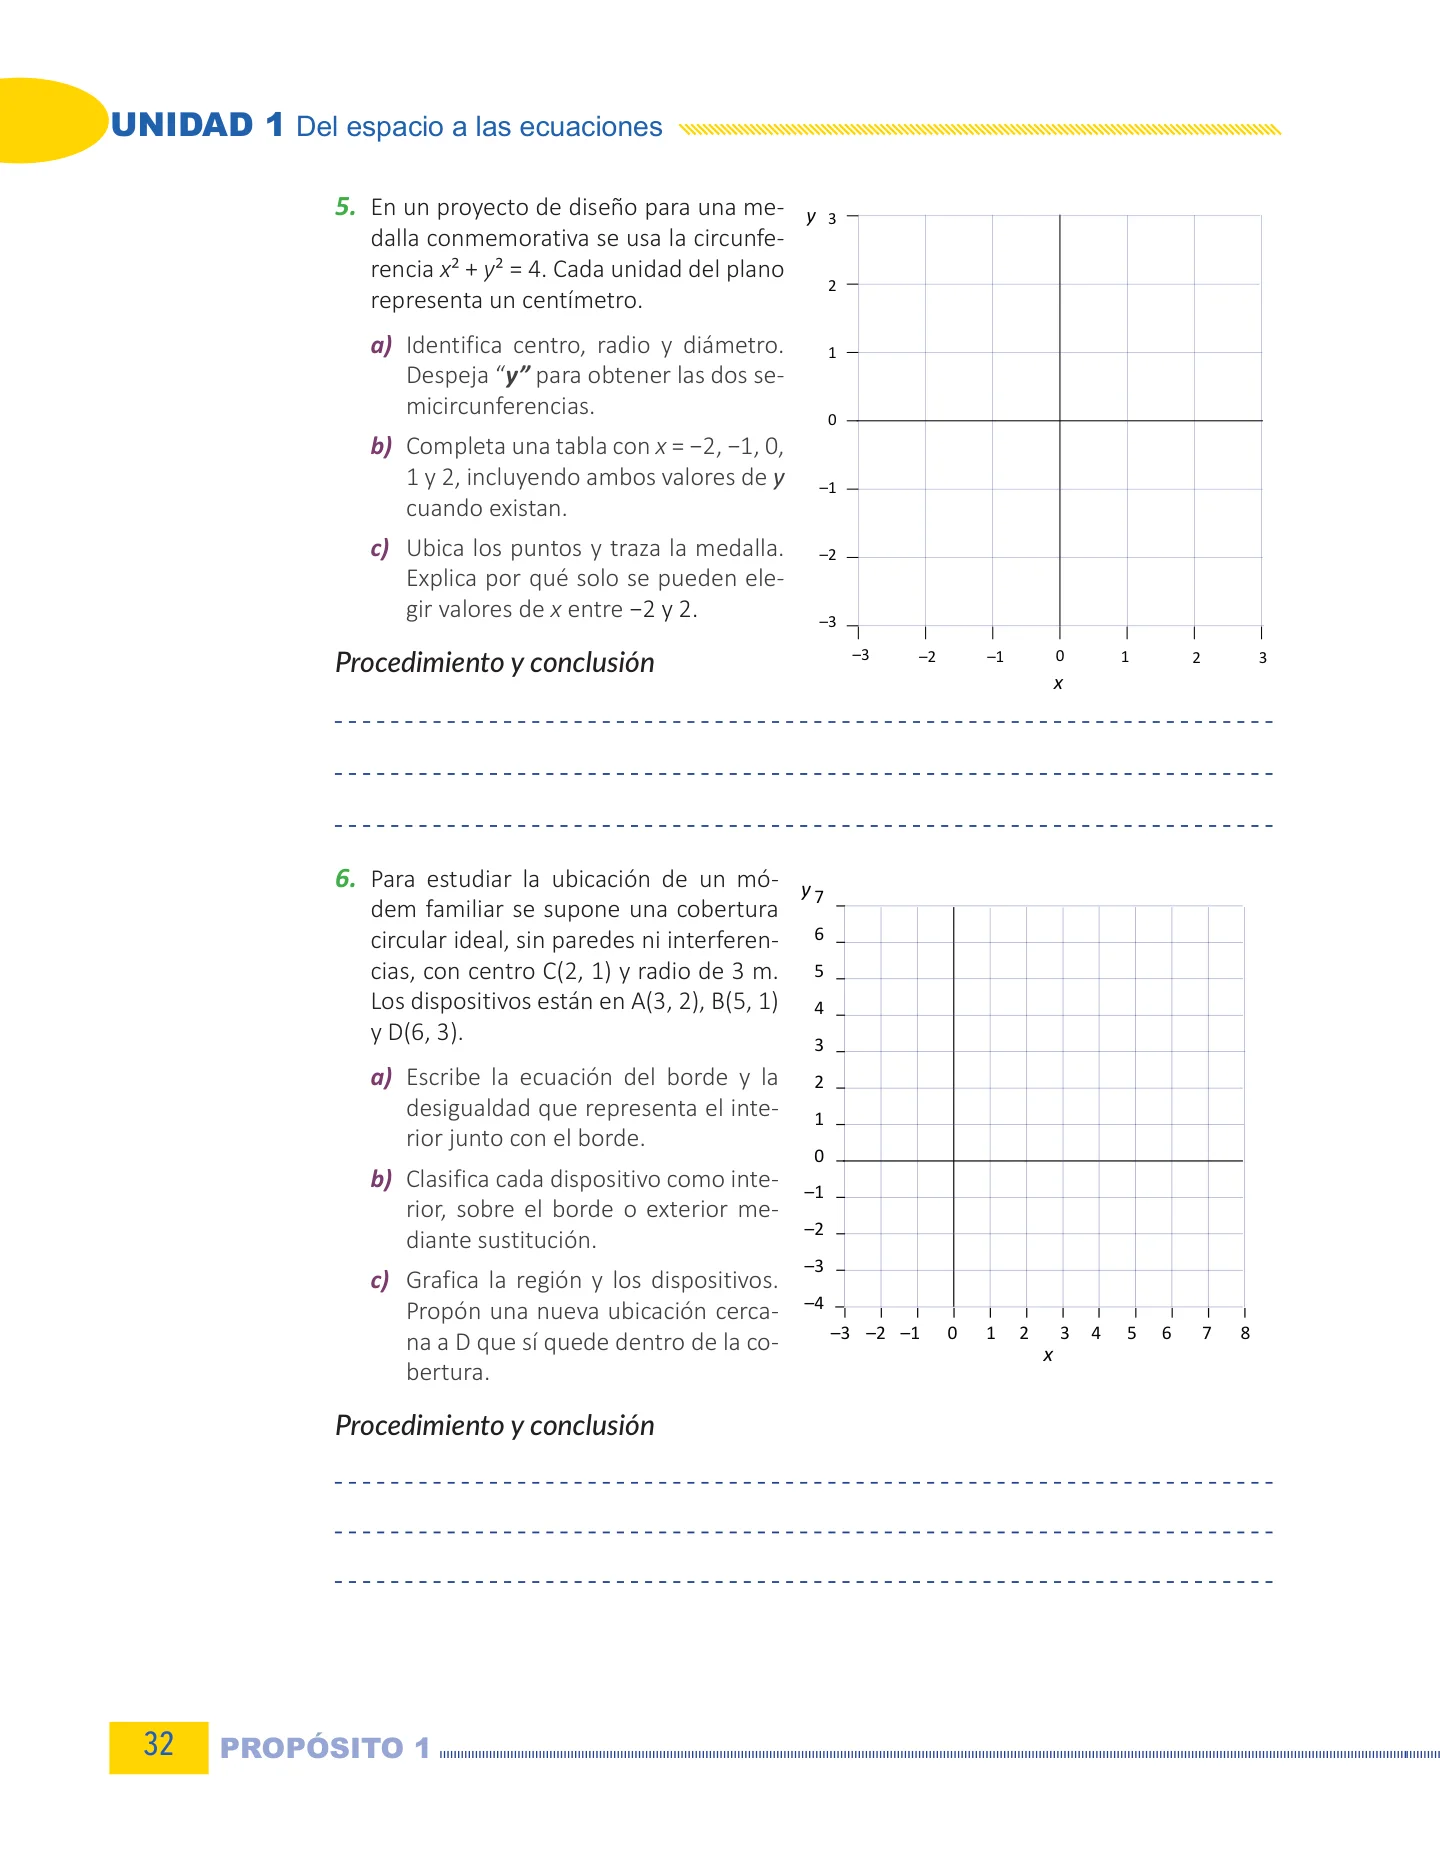 UNIDAD 1 Del espacio a las ecuaciones
5. En un proyecto de diseño para una me-
dalla conmemorativa se usa la circunfe-
rencia x² + y² = 4. Cada unidad del plano
representa un centímetro.
a) Identifica centro, radio y diámetro.
Despeja “y” para obtener las dos se-
micircunferencias.
b) Completa una tabla con x = −2, −1, 0,
1 y 2, incluyendo ambos valores de y
cuando existan.
c) Ubica los puntos y traza la medalla.
Explica por qué solo se pueden ele-
gir valores de x entre −2 y 2.
y 3
2
1
0
–1
–2
–3
–3 –2 –1 0 1 2 3
x
Procedimiento y conclusión
6. Para estudiar la ubicación de un mó-
dem familiar se supone una cobertura
circular ideal, sin paredes ni interferen-
cias, con centro C(2, 1) y radio de 3 m.
Los dispositivos están en A(3, 2), B(5, 1)
y D(6, 3).
a) Escribe la ecuación del borde y la
desigualdad que representa el inte-
rior junto con el borde.
b) Clasifica cada dispositivo como inte-
rior, sobre el borde o exterior me-
diante sustitución.
c) Grafica la región y los dispositivos.
Propón una nueva ubicación cerca-
na a D que sí quede dentro de la co-
bertura.
y 7
6
5
4
3
2
1
0
–1
–2
–3
–4
–3 –2 –1 0 1 2 3 4 5 6 7 8
x
Procedimiento y conclusión
32 PROPÓSITO 1